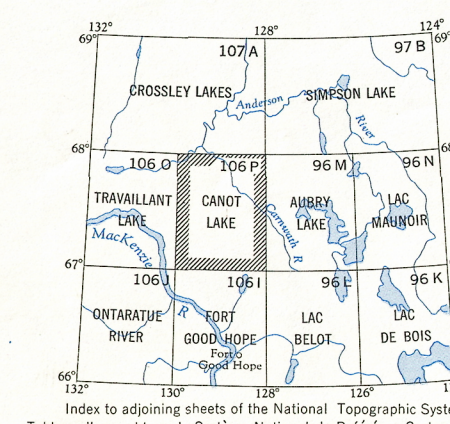 132° 128° 124°
69° 69°
107 A 97 B
CROSSLEY LAKES SIMPSON LAKE
Anderson River
68° 68°
106 O 106 P 96 M 96 N
TRAVAILLANT LAKE
CANOT LAKE
AUBRY LAKE
LAC MAUNOIR
MacKenzie R
Carnwath R
67°
106 J 106 I 96 L 96 K
ONTARATUE RIVER
FORT GOOD HOPE
Fort Good Hope
LAC BELOT
LAC DE BOIS
66°
132° 130° 128° 126°
Index to adjoining sheets of the National Topographic